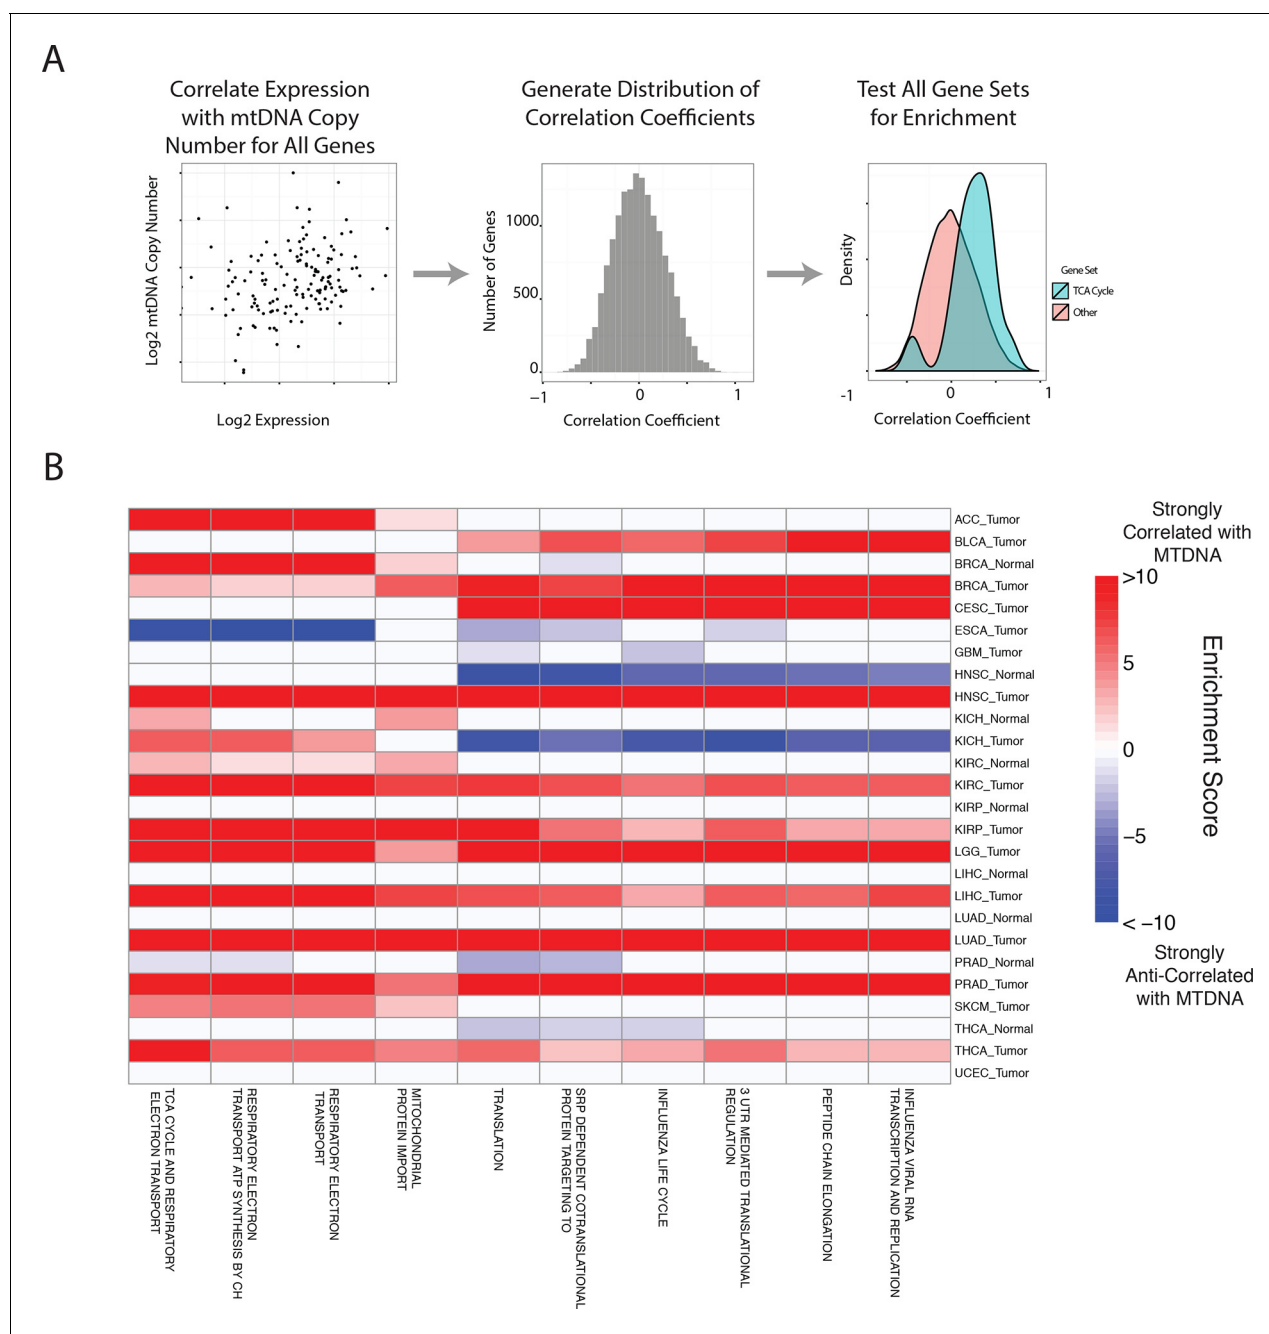 A
Correlate Expression
with mtDNA Copy
Number for All Genes
Log2 mtDNA Copy Number
Log2 Expression
Generate Distribution of
Correlation Coefficients
Number of Genes
1000
500
0
−1
0
1
Correlation Coefficient
Test All Gene Sets
for Enrichment
Density
-1
0
1
Correlation Coefficient
Gene Set
TCA Cycle
Other
B
ACC_Tumor
BLCA_Tumor
BRCA_Normal
BRCA_Tumor
CESC_Tumor
ESCA_Tumor
GBM_Tumor
HNSC_Normal
HNSC_Tumor
KICH_Normal
KICH_Tumor
KIRC_Normal
KIRC_Tumor
KIRP_Normal
KIRP_Tumor
LGG_Tumor
LIHC_Normal
LIHC_Tumor
LUAD_Normal
LUAD_Tumor
PRAD_Normal
PRAD_Tumor
SKCM_Tumor
THCA_Normal
THCA_Tumor
UCEC_Tumor
TCA CYCLE AND RESPIRATORY
ELECTRON TRANSPORT
RESPIRATORY ELECTRON
TRANSPORT ATP SYNTHESIS BY CH
RESPIRATORY ELECTRON
TRANSPORT
MITOCHONDRIAL
PROTEIN IMPORT
TRANSLATION
SRP DEPENDENT COTRANSLATIONAL
PROTEIN TARGETING TO
INFLUENZA LIFE CYCLE
3 UTR MEDIATED TRANSLATIONAL
REGULATION
PEPTIDE CHAIN ELONGATION
INFLUENZA VIRAL RNA
TRANSCRIPTION AND REPLICATION
Strongly
Correlated with
MTDNA
>10
5
0
−5
< −10
Enrichment Score
Strongly
Anti-Correlated
with MTDNA